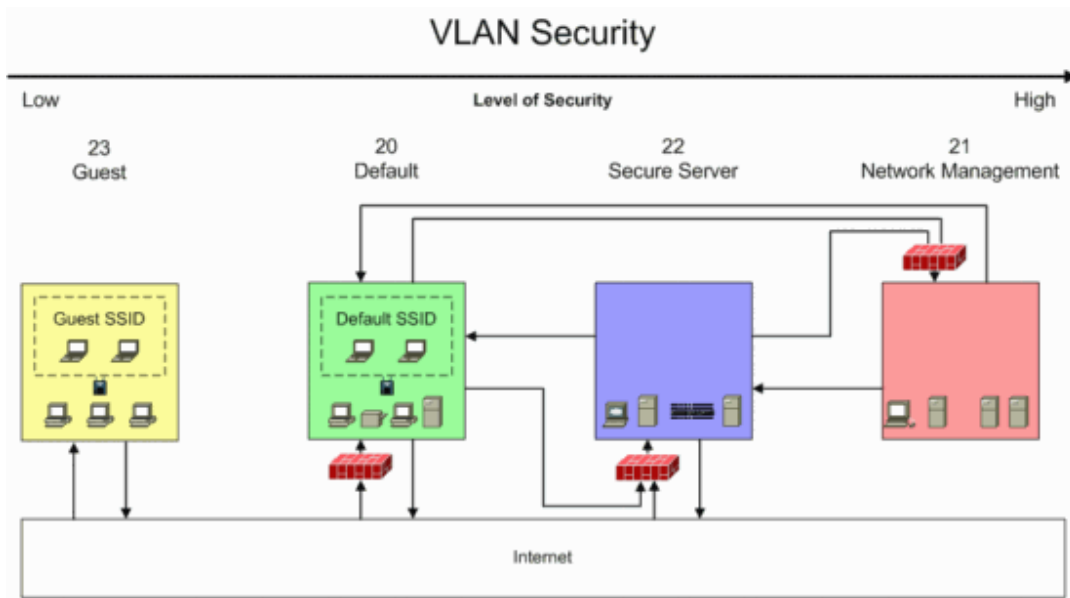 VLAN Security
Low
Level of Security
High
23
Guest
20
Default
22
Secure Server
21
Network Management
Guest SSID
Default SSID
Internet